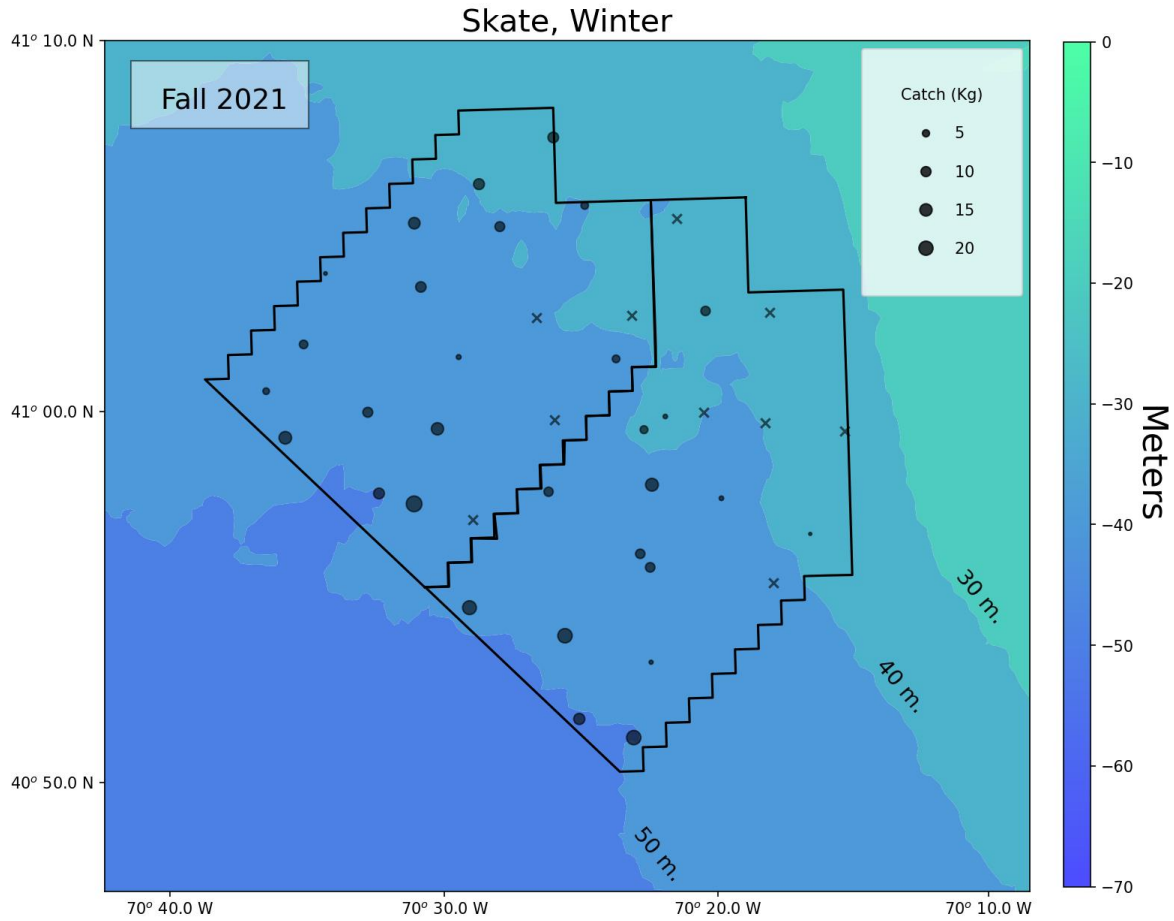 Skate, Winter
41° 10.0 N
Fall 2021
Catch (Kg)
5
10
15
20
0
−10
−20
−30
−40
−50
−60
−70
Meters
41° 00.0 N
40° 50.0 N
30 m.
40 m.
50 m.
70° 40.0 W
70° 30.0 W
70° 20.0 W
70° 10.0 W